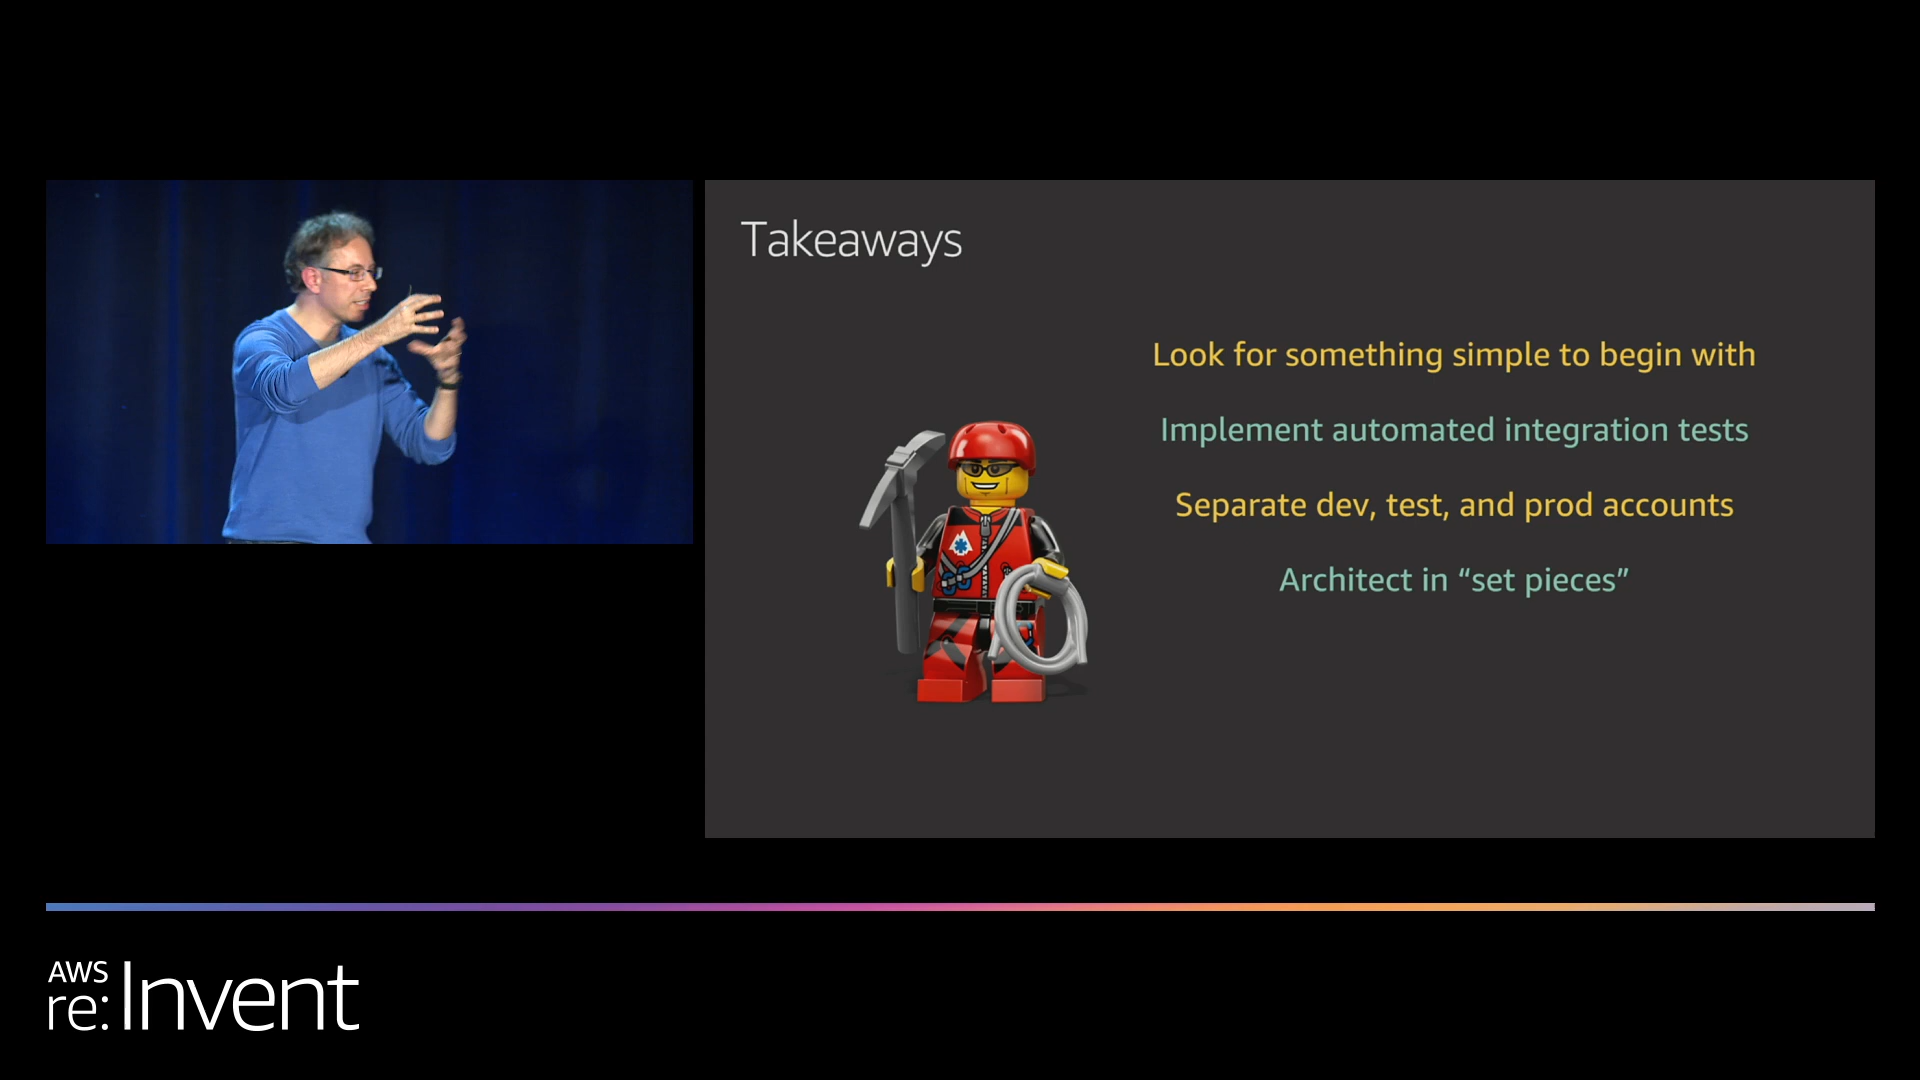 Takeaways
Look for something simple to begin with
Implement automated integration tests
Separate dev, test, and prod accounts
Architect in “set pieces”
AWS
re:Invent